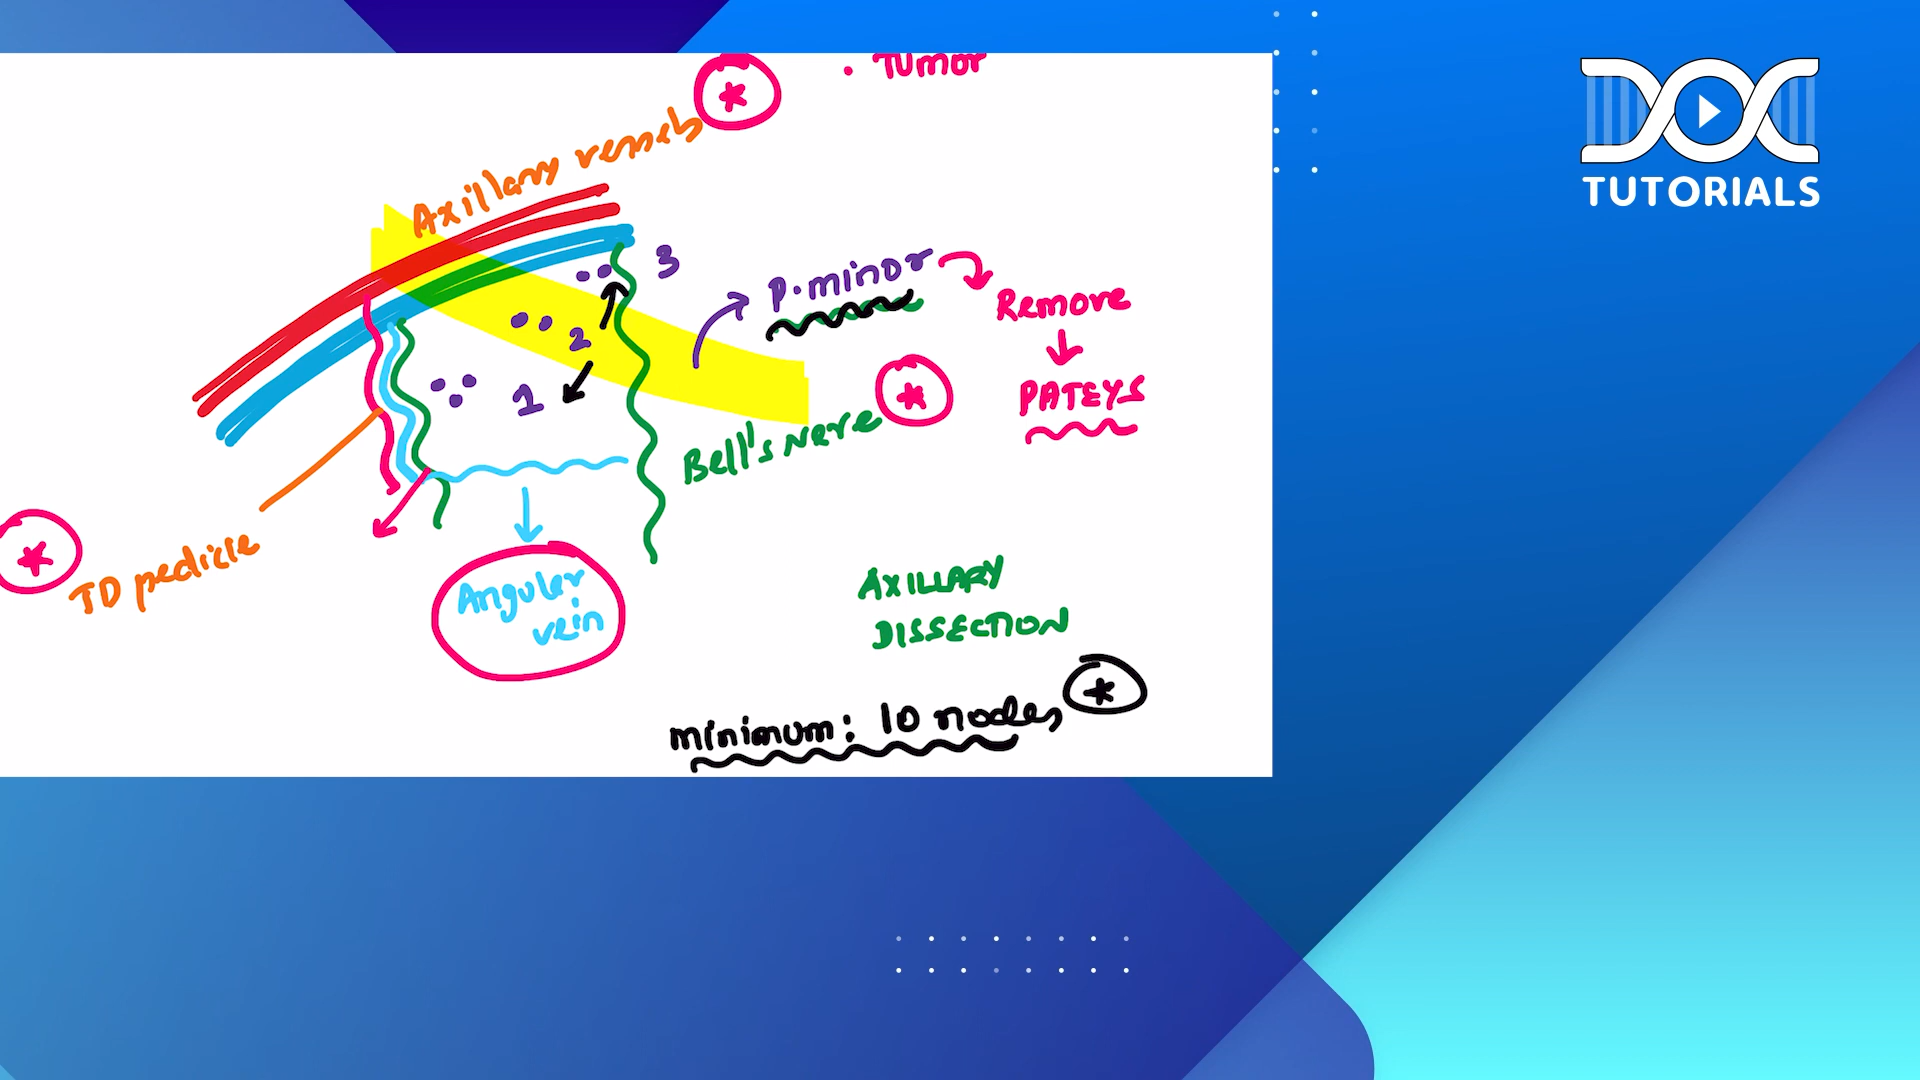 • Tumor
Axillary vessels
DOC
TUTORIALS
3
P. minor
Remove
2
1
PATEYS
Bell's Nerve
TD pedicle
Angular
vein
AXILLARY
DISSECTION
minimum: 10 nodes